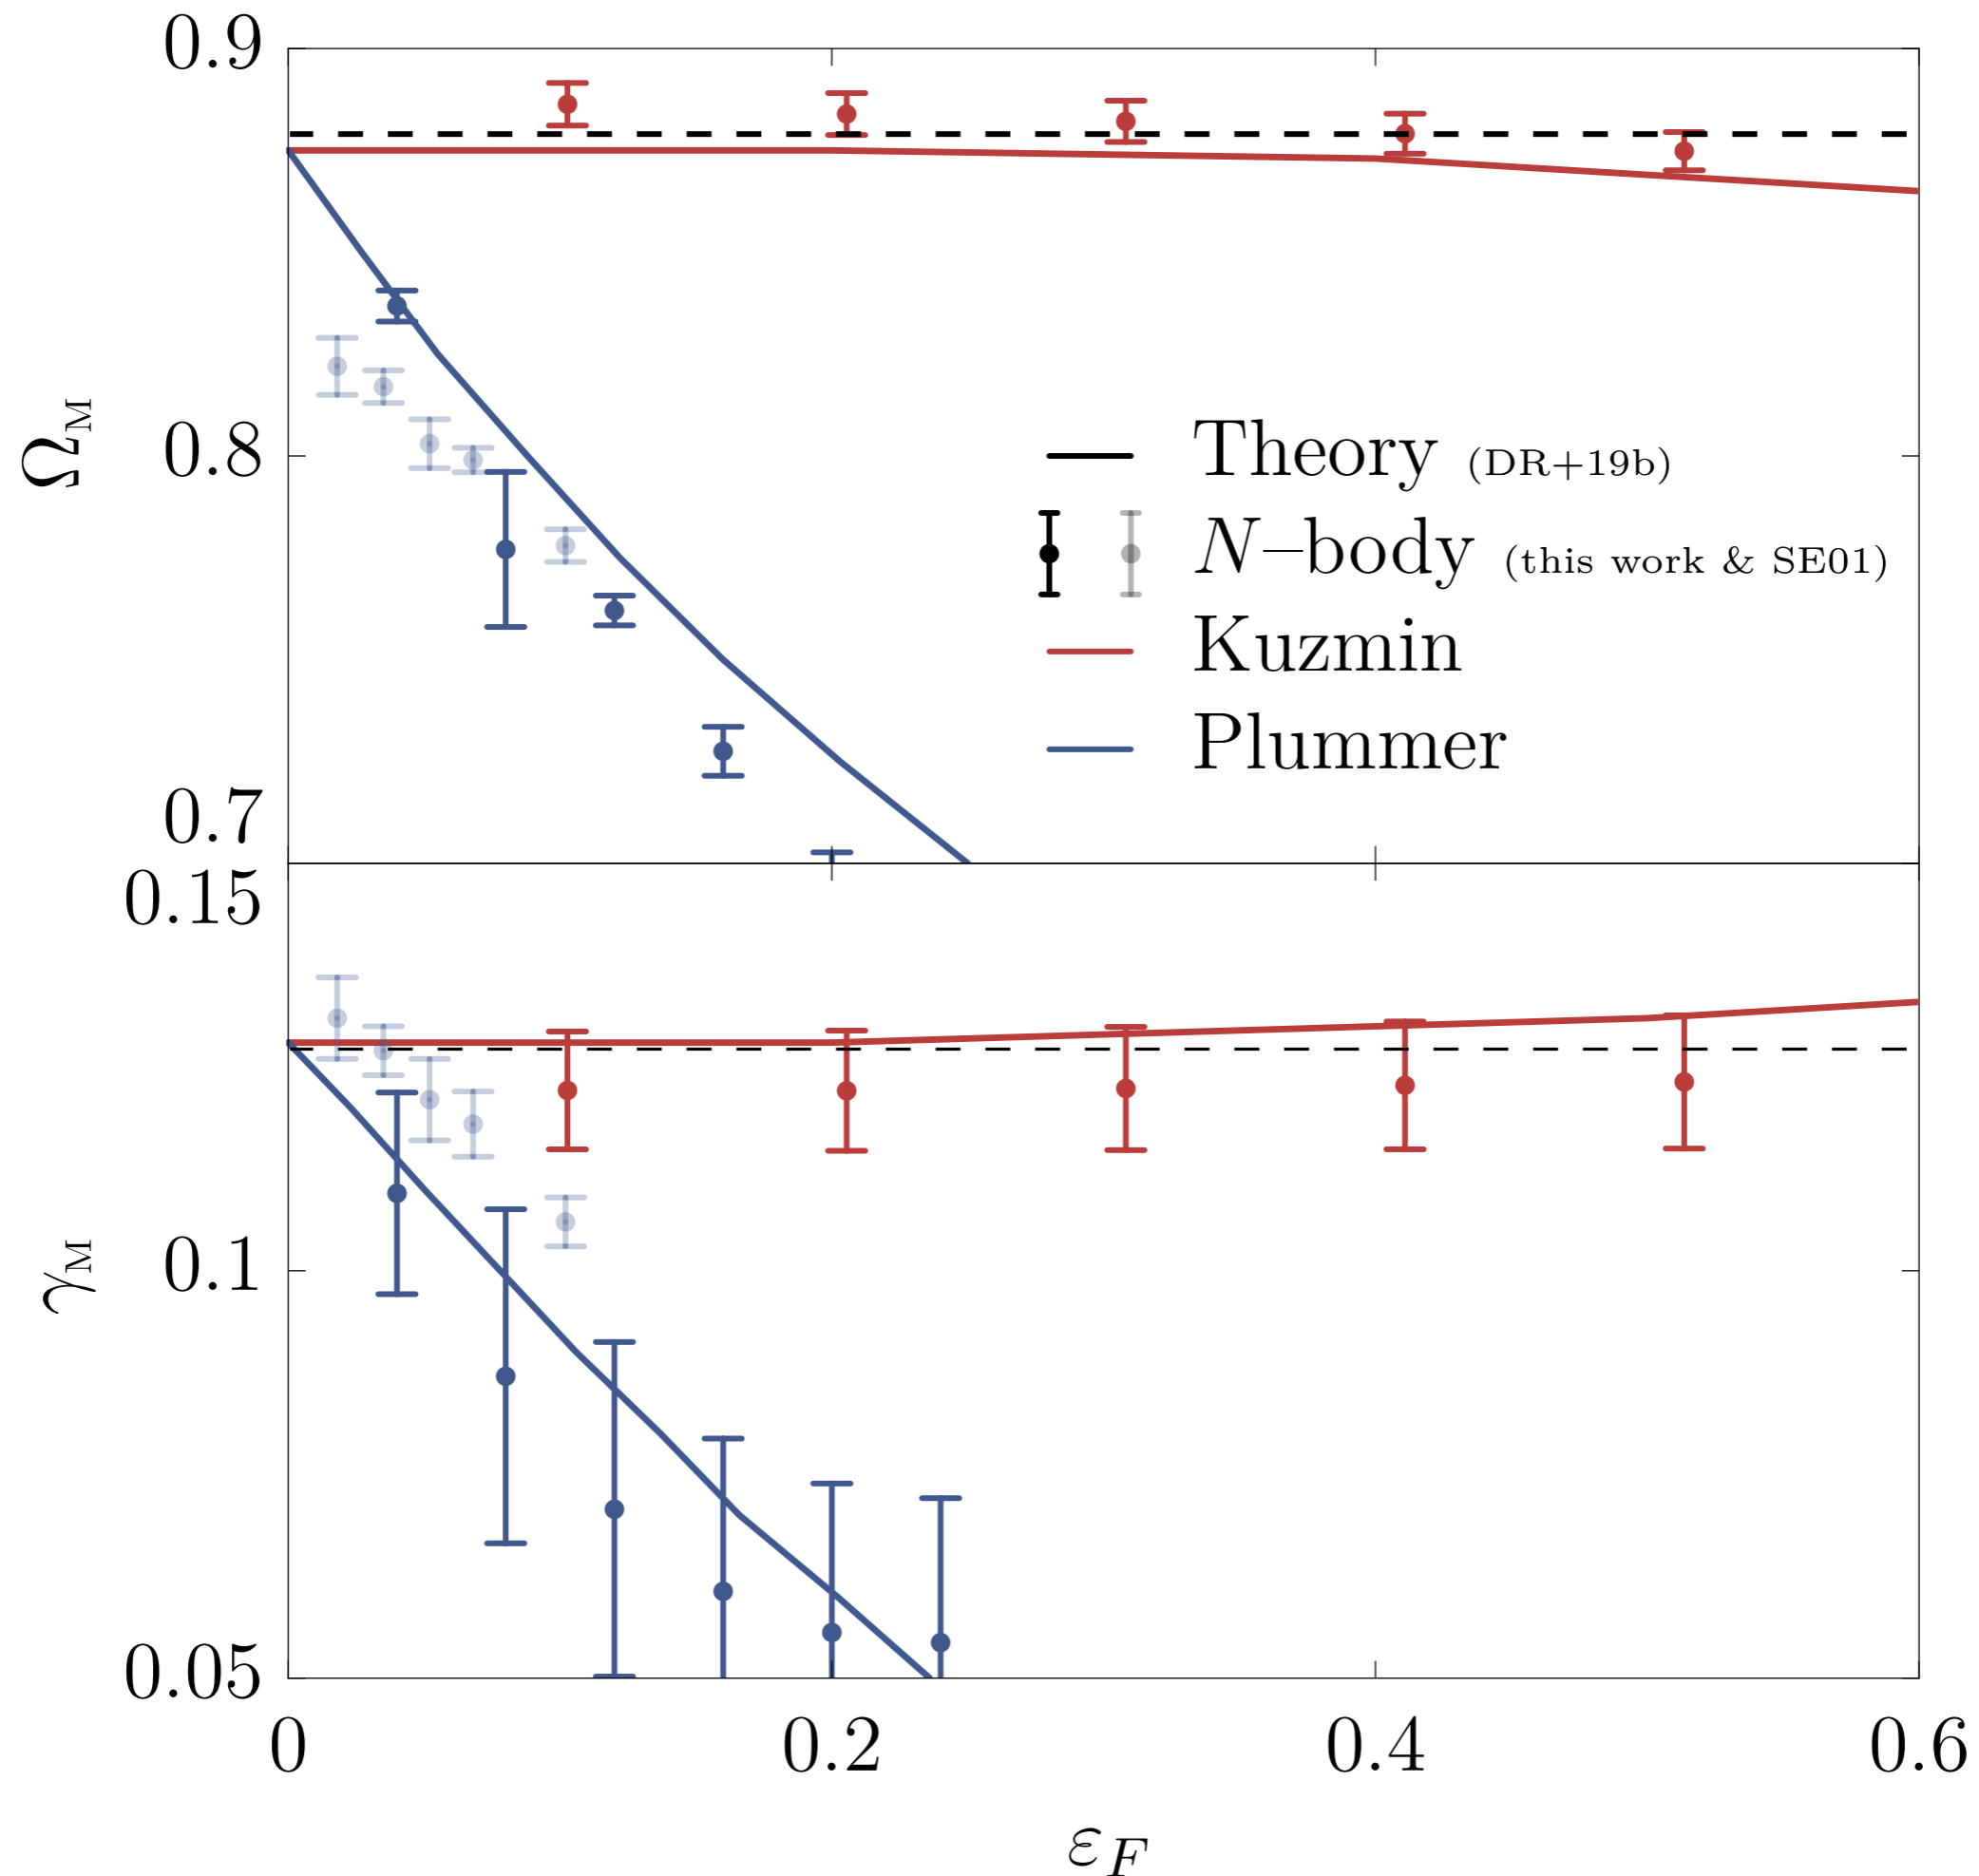 0.9
0.8
0.7
Ω_M
Theory (DR+19b)
N–body (this work & SE01)
Kuzmin
Plummer
0.15
0.1
0.05
γ_M
0 0.2 0.4 0.6
ε_F